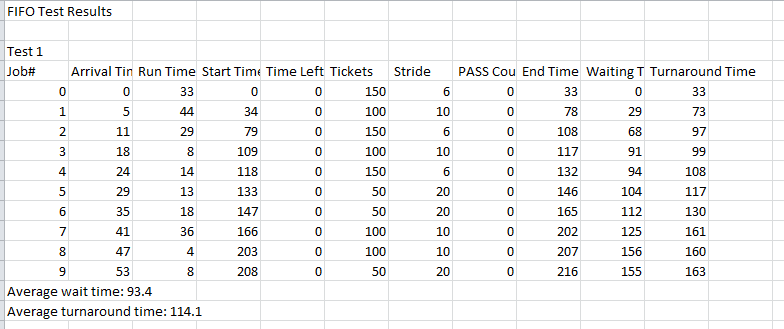 FIFO Test Results
Test 1
Job# Arrival Tin Run Time Start Time Time Left Tickets Stride PASS Cou End Time Waiting T Turnaround Time
0 0 33 0 0 150 6 0 33 0 33
1 5 44 34 0 100 10 0 78 29 73
2 11 29 79 0 150 6 0 108 68 97
3 18 8 109 0 100 10 0 117 91 99
4 24 14 118 0 150 6 0 132 94 108
5 29 13 133 0 50 20 0 146 104 117
6 35 18 147 0 50 20 0 165 112 130
7 41 36 166 0 100 10 0 202 125 161
8 47 4 203 0 100 10 0 207 156 160
9 53 8 208 0 50 20 0 216 155 163
Average wait time: 93.4
Average turnaround time: 114.1